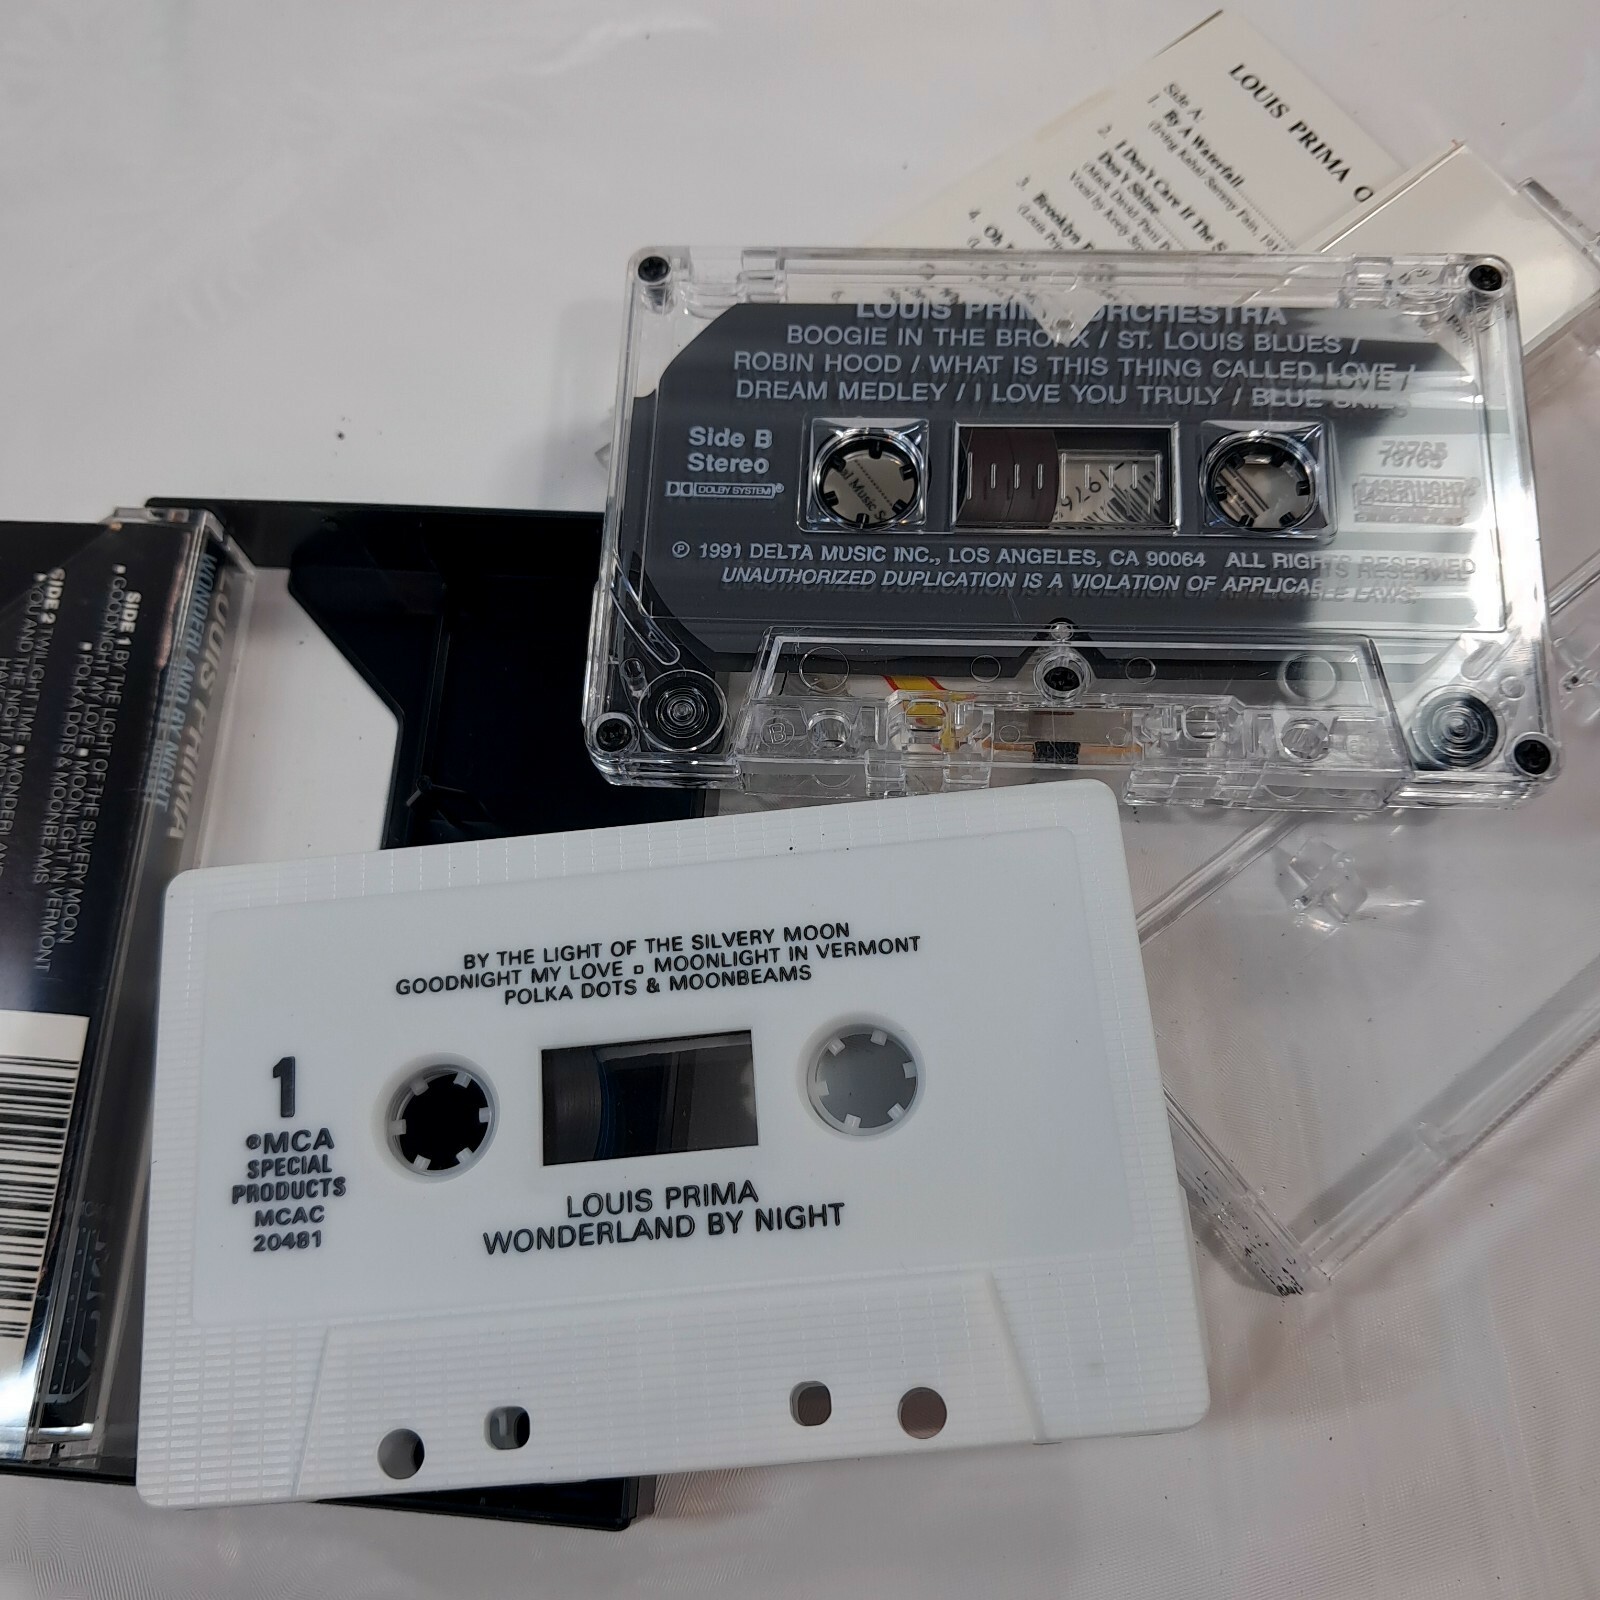 LOUIS PRIMA
Side A:
1. By A Waterfall
2. I Don't Care If The
Don't Shine
3. Brooklyn
4. Oh
LOUIS PRIMA ORCHESTRA
BOOGIE IN THE BRONX / ST. LOUIS BLUES /
ROBIN HOOD / WHAT IS THIS THING CALLED LOVE /
DREAM MEDLEY / I LOVE YOU TRULY / BLUE SKIES
Side B
Stereo
DOLBY SYSTEM®
79765
LASERLIGHT
℗ 1991 DELTA MUSIC INC., LOS ANGELES, CA 90064 ALL RIGHTS RESERVED
UNAUTHORIZED DUPLICATION IS A VIOLATION OF APPLICABLE LAWS.
B
LOUIS PRIMA
WONDERLAND BY NIGHT
SIDE 1 BY THE LIGHT OF THE SILVERY MOON
▪ GOODNIGHT MY LOVE ▪ MOONLIGHT IN VERMONT
▪ POLKA DOTS & MOONBEAMS
SIDE 2 TWILIGHT TIME ▪ WONDERLAND
▪ YOU AND THE NIGHT AND
BY THE LIGHT OF THE SILVERY MOON
GOODNIGHT MY LOVE ▫ MOONLIGHT IN VERMONT
POLKA DOTS & MOONBEAMS
1
®MCA
SPECIAL
PRODUCTS
MCAC
20481
LOUIS PRIMA
WONDERLAND BY NIGHT